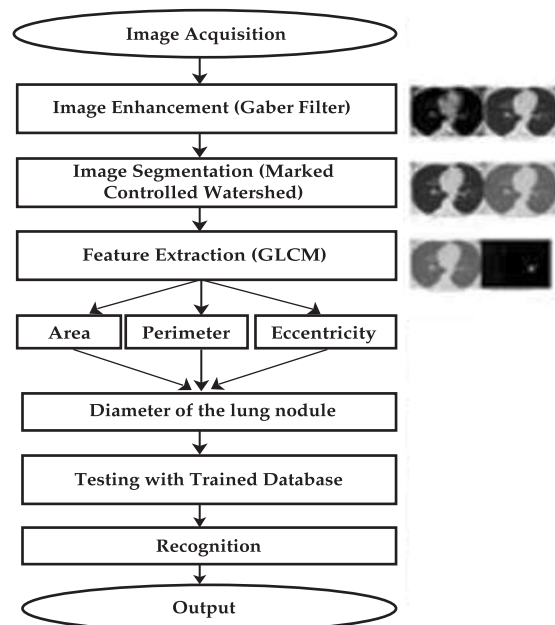 Image Acquisition
Image Enhancement (Gaber Filter)
Image Segmentation (Marked
Controlled Watershed)
Feature Extraction (GLCM)
Area
Perimeter
Eccentricity
Diameter of the lung nodule
Testing with Trained Database
Recognition
Output